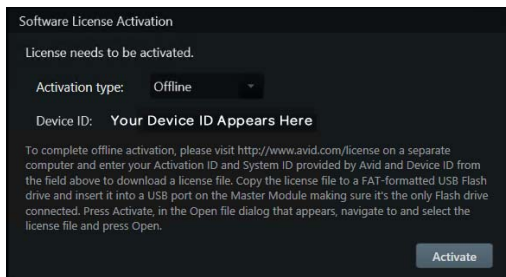 Software License Activation
License needs to be activated.
Activation type: Offline
Device ID: Your Device ID Appears Here
To complete offline activation, please visit http://www.avid.com/license on a separate
computer and enter your Activation ID and System ID provided by Avid and Device ID from
the field above to download a license file. Copy the license file to a FAT-formatted USB Flash
drive and insert it into a USB port on the Master Module making sure it's the only Flash drive
connected. Press Activate, in the Open file dialog that appears, navigate to and select the
license file and press Open.
Activate